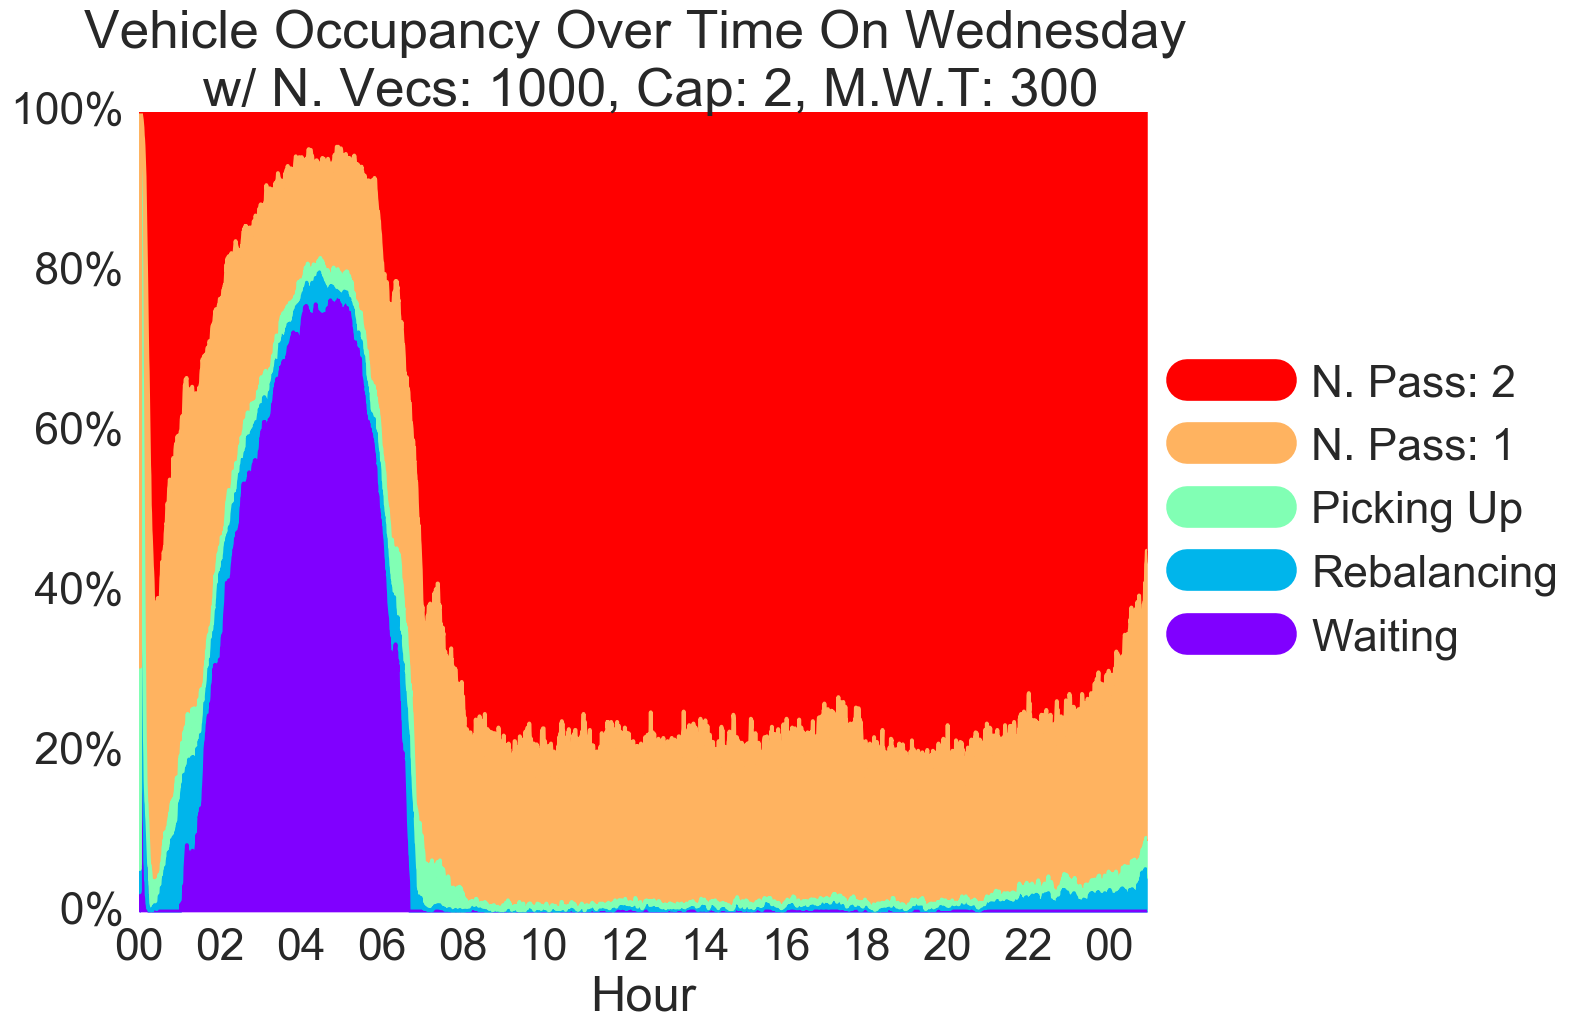 Vehicle Occupancy Over Time On Wednesday
w/ N. Vecs: 1000, Cap: 2, M.W.T: 300
100%
80%
60%
40%
20%
0%
00 02 04 06 08 10 12 14 16 18 20 22 00
Hour
N. Pass: 2
N. Pass: 1
Picking Up
Rebalancing
Waiting